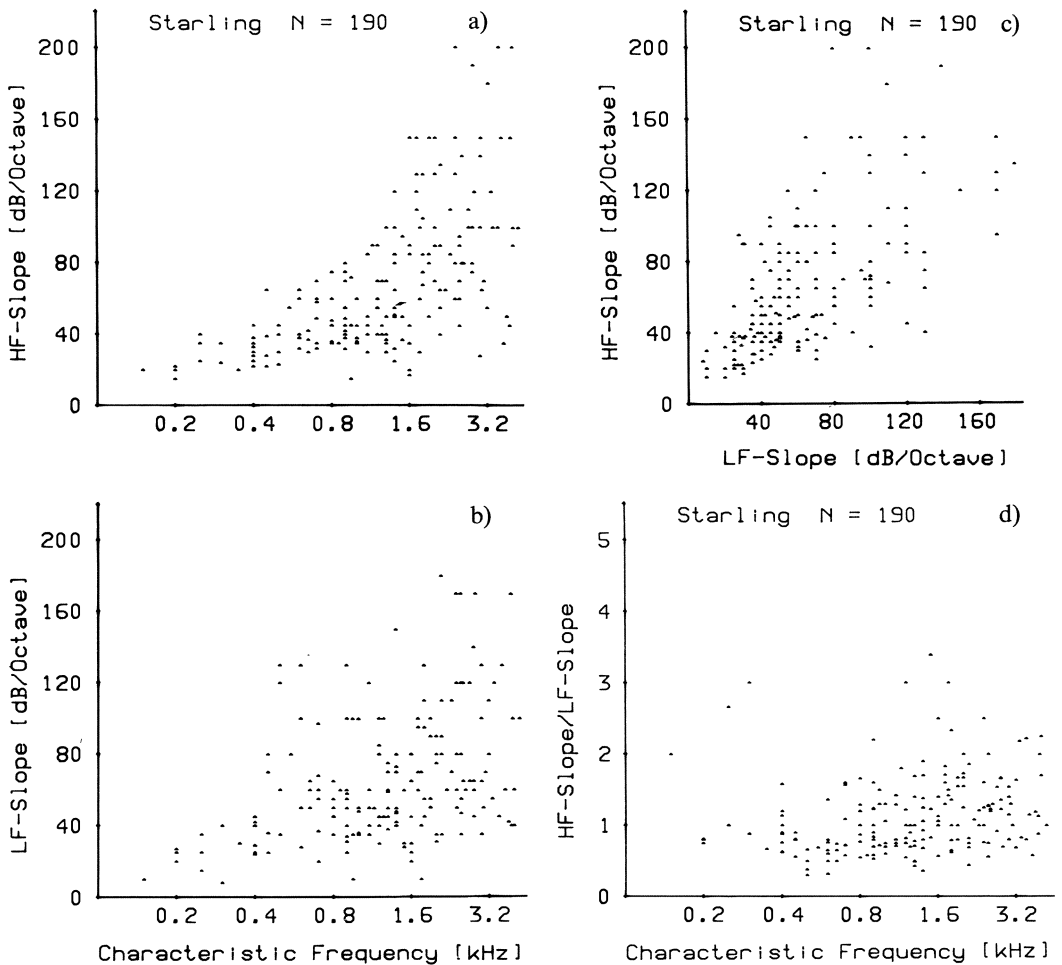 Starling N = 190 a)
HF-Slope [dB/Octave]
200
160
120
80
40
0
0.2 0.4 0.8 1.6 3.2
Starling N = 190 c)
HF-Slope [dB/Octave]
200
160
120
80
40
0
40 80 120 160
LF-Slope [dB/Octave]
b)
LF-Slope [dB/Octave]
200
160
120
80
40
0
0.2 0.4 0.8 1.6 3.2
Characteristic Frequency [kHz]
Starling N = 190 d)
HF-Slope/LF-Slope
5
4
3
2
1
0
0.2 0.4 0.8 1.6 3.2
Characteristic Frequency [kHz]